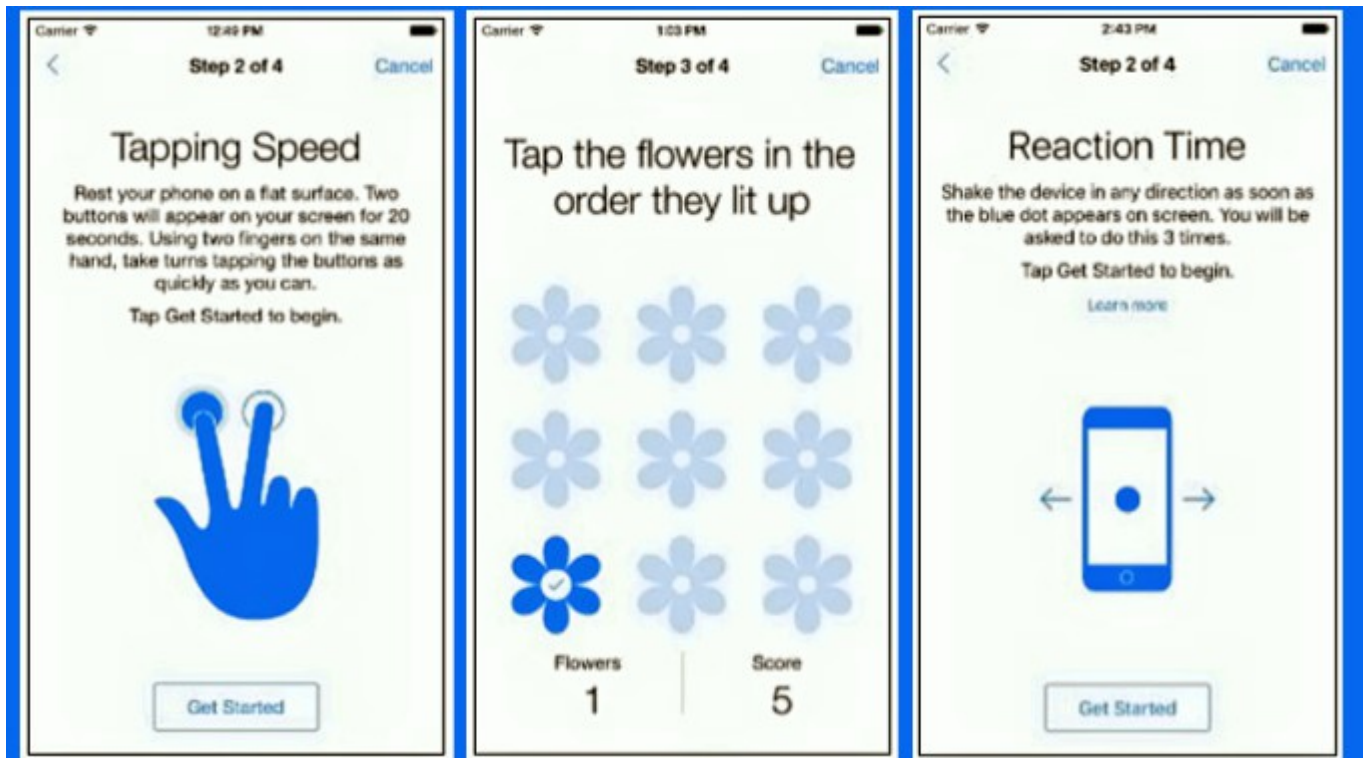 Carrier 12:49 PM
Step 2 of 4 Cancel
Tapping Speed
Rest your phone on a flat surface. Two
buttons will appear on your screen for 20
seconds. Using two fingers on the same
hand, take turns tapping the buttons as
quickly as you can.
Tap Get Started to begin.
Get Started
Carrier 1:03 PM
Step 3 of 4 Cancel
Tap the flowers in the
order they lit up
Flowers Score
1 5
Carrier 2:43 PM
Step 2 of 4 Cancel
Reaction Time
Shake the device in any direction as soon as
the blue dot appears on screen. You will be
asked to do this 3 times.
Tap Get Started to begin.
Learn more
Get Started